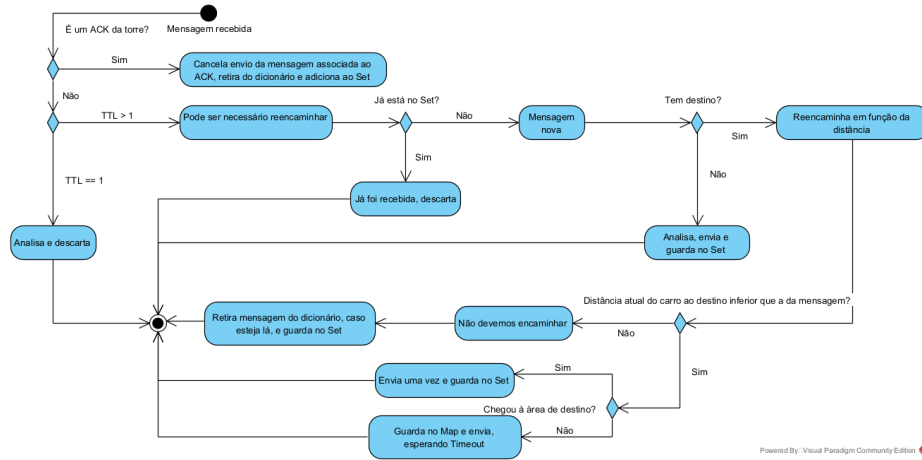 É um ACK da torre?
Mensagem recebida
Sim
Cancela envio da mensagem associada ao
ACK, retira do dicionário e adiciona ao Set
Não
TTL > 1
Pode ser necessário reencaminhar
Já está no Set?
Não
Mensagem
nova
Tem destino?
Sim
Reencaminha em função da
distância
Sim
Não
TTL == 1
Já foi recebida, descarta
Analisa e descarta
Analisa, envia e
guarda no Set
Distância atual do carro ao destino inferior que a da mensagem?
Retira mensagem do dicionário, caso
esteja lá, e guarda no Set
Não devemos encaminhar
Não
Sim
Sim
Envia uma vez e guarda no Set
Chegou à área de destino?
Não
Guarda no Map e envia,
esperando Timeout
Powered By: Visual Paradigm Community Edition